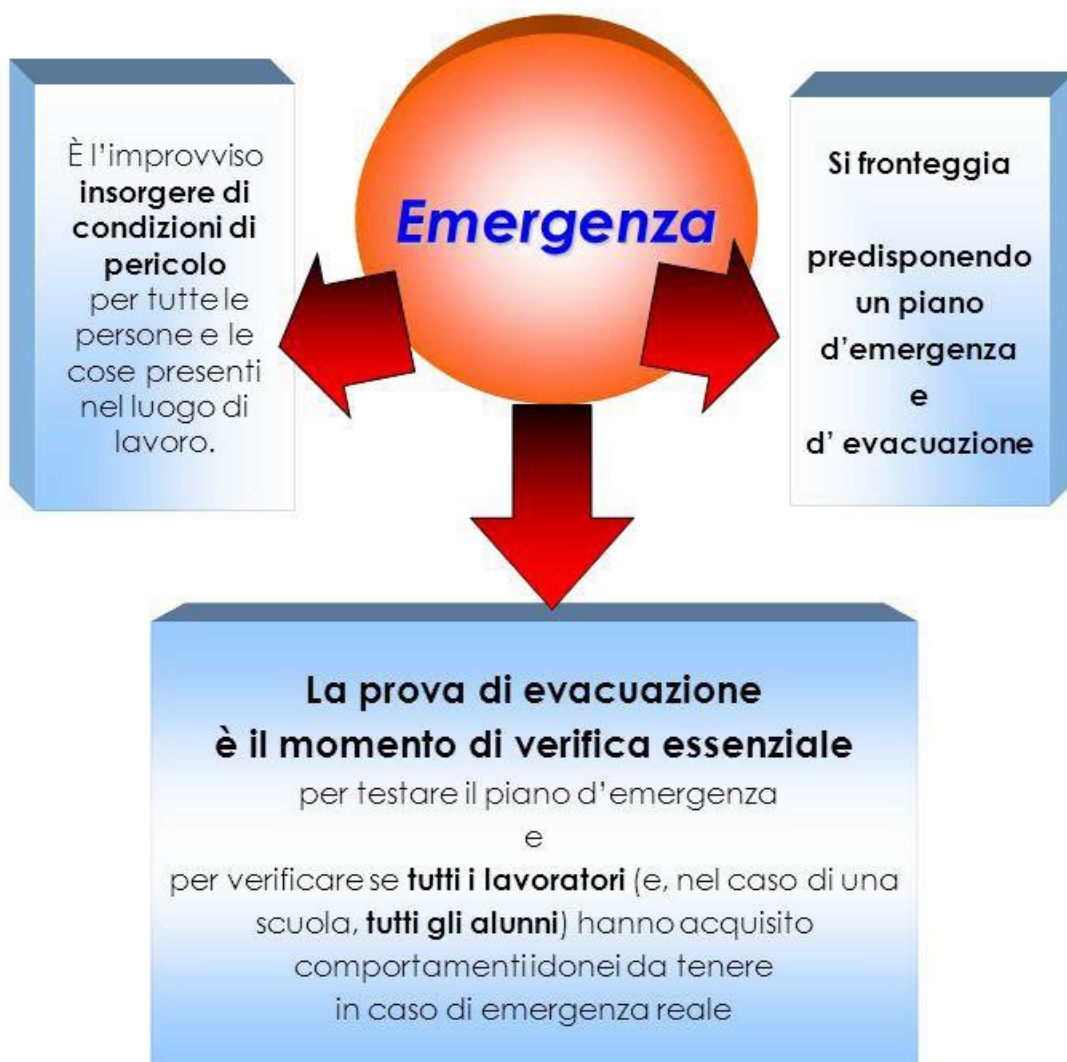 Emergenza
È l'improvviso
insorgere di
condizioni di
pericolo
per tutte le
persone e le
cose presenti
nel luogo di
lavoro.
Si fronteggia
predisponendo
un piano
d'emergenza
e
d' evacuazione
La prova di evacuazione
è il momento di verifica essenziale
per testare il piano d'emergenza
e
per verificare se tutti i lavoratori (e, nel caso di una
scuola, tutti gli alunni) hanno acquisito
comportamenti idonei da tenere
in caso di emergenza reale